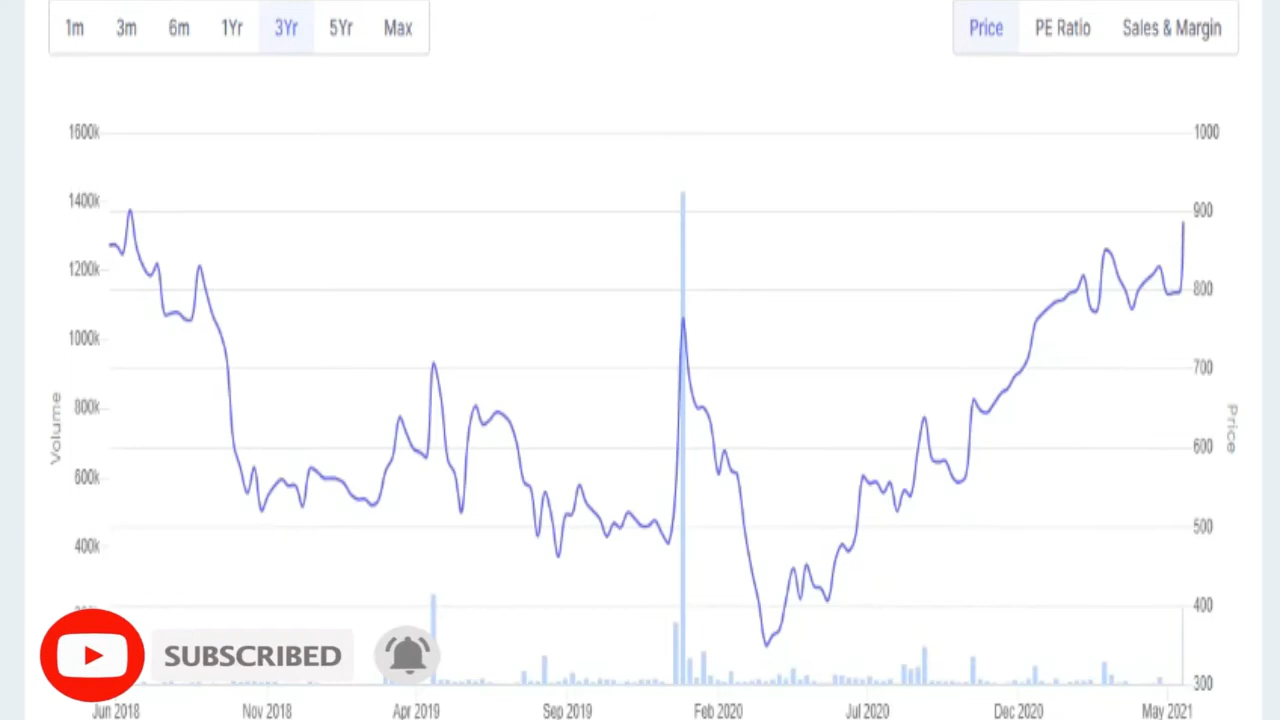 1m 3m 6m 1Yr 3Yr 5Yr Max Price PE Ratio Sales & Margin
1600k 1000
1400k 900
1200k 800
1000k 700
800k 600
600k 500
400k 400
300
Volume
Price
SUBSCRIBED
Jun 2018 Nov 2018 Apr 2019 Sep 2019 Feb 2020 Jul 2020 Dec 2020 May 2021